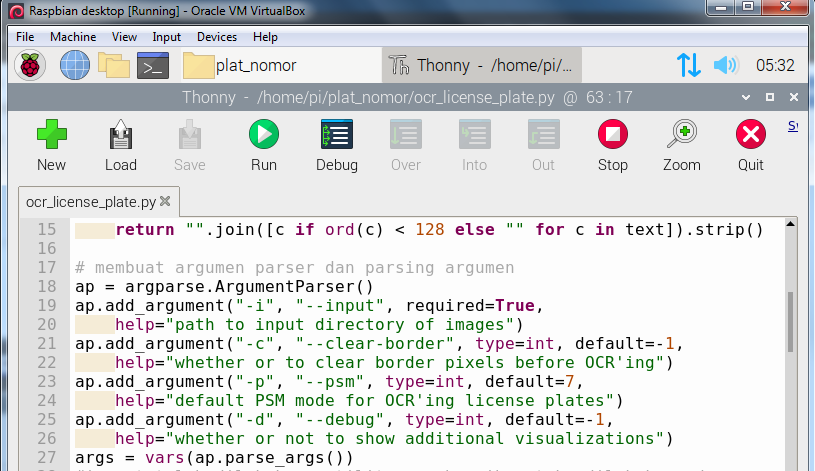 Raspbian desktop [Running] - Oracle VM VirtualBox
File Machine View Input Devices Help
plat_nomor
Thonny - /home/pi/...
05:32
Thonny - /home/pi/plat_nomor/ocr_license_plate.py @ 63 : 17
New Load Save Run Debug Over Into Out Stop Zoom Quit
ocr_license_plate.py
15     return "".join([c if ord(c) < 128 else "" for c in text]).strip()
16
17 # membuat argumen parser dan parsing argumen
18 ap = argparse.ArgumentParser()
19 ap.add_argument("-i", "--input", required=True,
20     help="path to input directory of images")
21 ap.add_argument("-c", "--clear-border", type=int, default=-1,
22     help="whether or to clear border pixels before OCR'ing")
23 ap.add_argument("-p", "--psm", type=int, default=7,
24     help="default PSM mode for OCR'ing license plates")
25 ap.add_argument("-d", "--debug", type=int, default=-1,
26     help="whether or not to show additional visualizations")
27 args = vars(ap.parse_args())